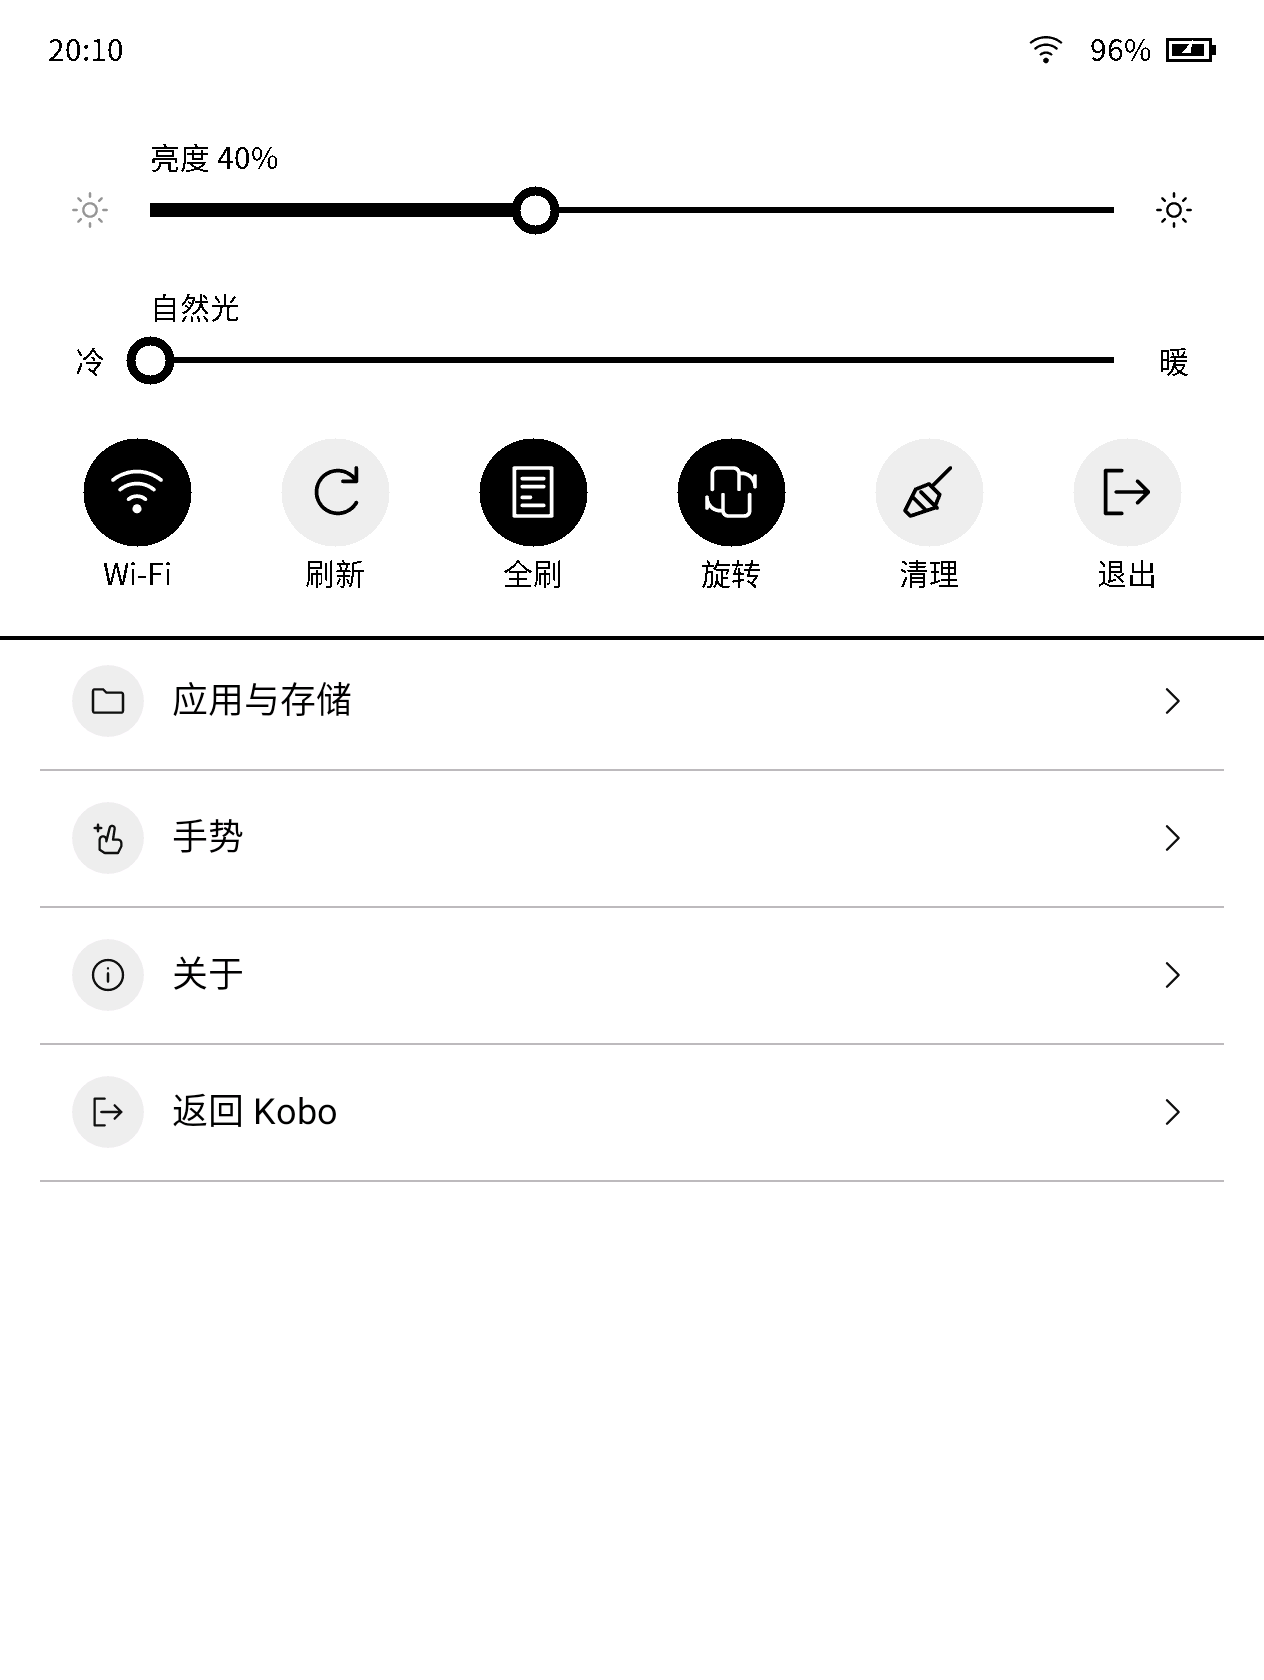 20:10 96%
亮度 40%
自然光
冷 暖
Wi-Fi 刷新 全刷 旋转 清理 退出
应用与存储
手势
关于
返回 Kobo